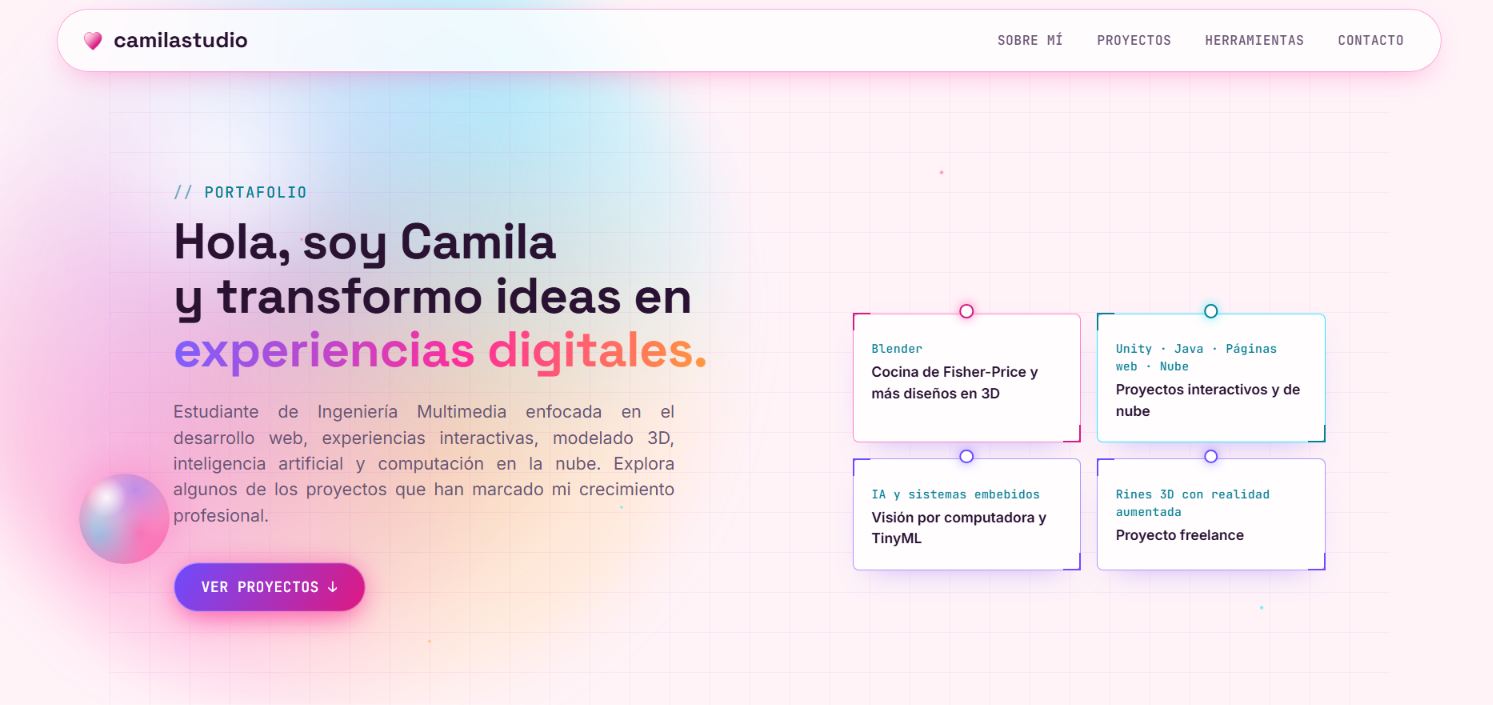 camilastudio
SOBRE MÍ
PROYECTOS
HERRAMIENTAS
CONTACTO
// PORTAFOLIO
Hola, soy Camila
y transformo ideas en
experiencias digitales.
Estudiante de Ingeniería Multimedia enfocada en el
desarrollo web, experiencias interactivas, modelado 3D,
inteligencia artificial y computación en la nube. Explora
algunos de los proyectos que han marcado mi crecimiento
profesional.
VER PROYECTOS ↓
Blender
Cocina de Fisher-Price y
más diseños en 3D
Unity · Java · Páginas
web · Nube
Proyectos interactivos y de
nube
IA y sistemas embebidos
Visión por computadora y
TinyML
Rines 3D con realidad
aumentada
Proyecto freelance